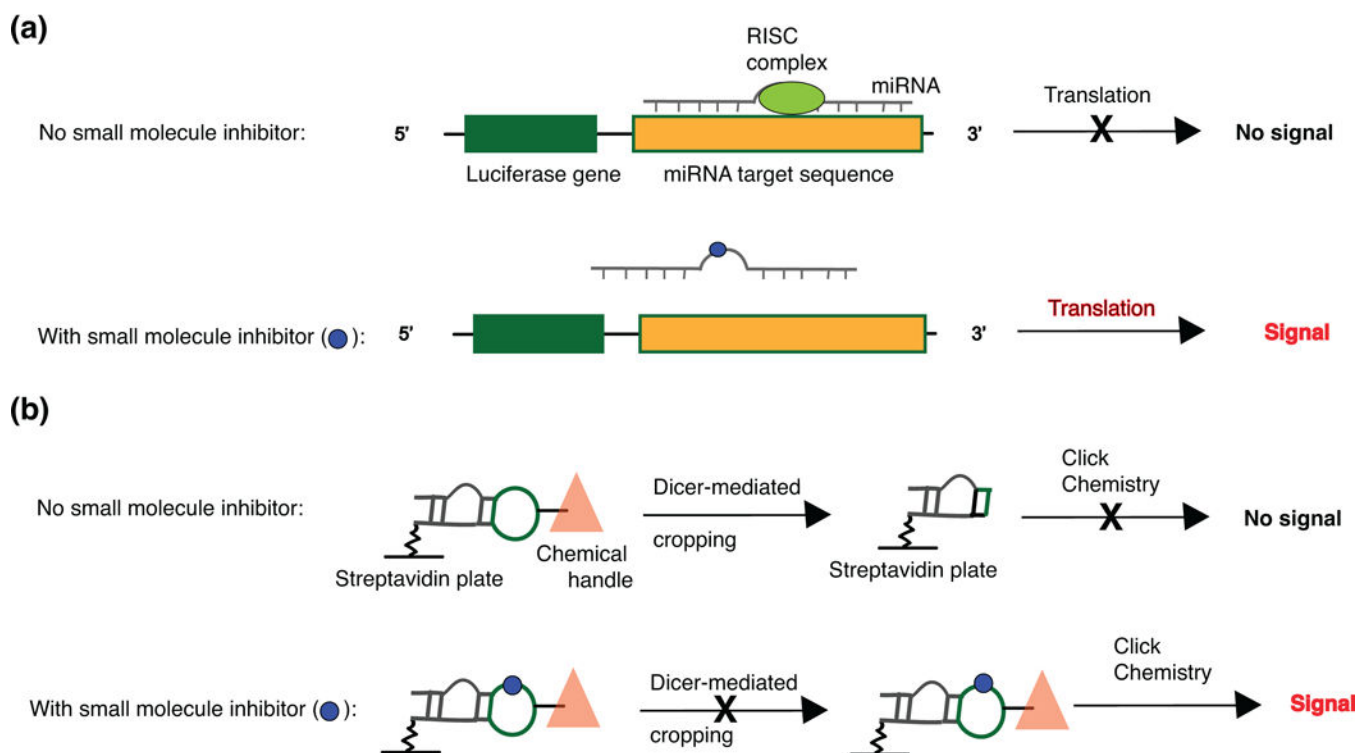 (a)
RISC
complex
miRNA
No small molecule inhibitor:
5'
3'
Translation
X
No signal
Luciferase gene
miRNA target sequence
With small molecule inhibitor ( ):
5'
3'
Translation
Signal
(b)
No small molecule inhibitor:
Dicer-mediated
cropping
Click
Chemistry
X
No signal
Streptavidin plate
Chemical
handle
Streptavidin plate
With small molecule inhibitor ( ):
Dicer-mediated
X
cropping
Click
Chemistry
Signal